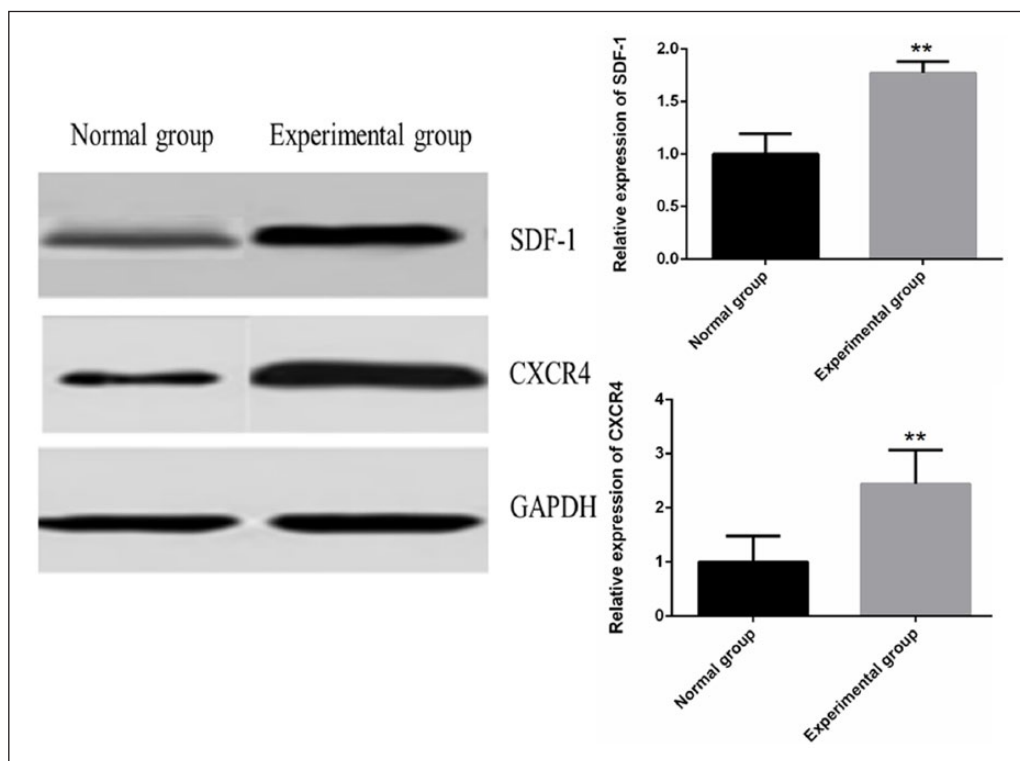 Normal group Experimental group
SDF-1
CXCR4
GAPDH
Relative expression of SDF-1
2.0
1.5
1.0
0.5
0.0
**
Normal group
Experimental group
Relative expression of CXCR4
4
3
2
1
0
**
Normal group
Experimental group